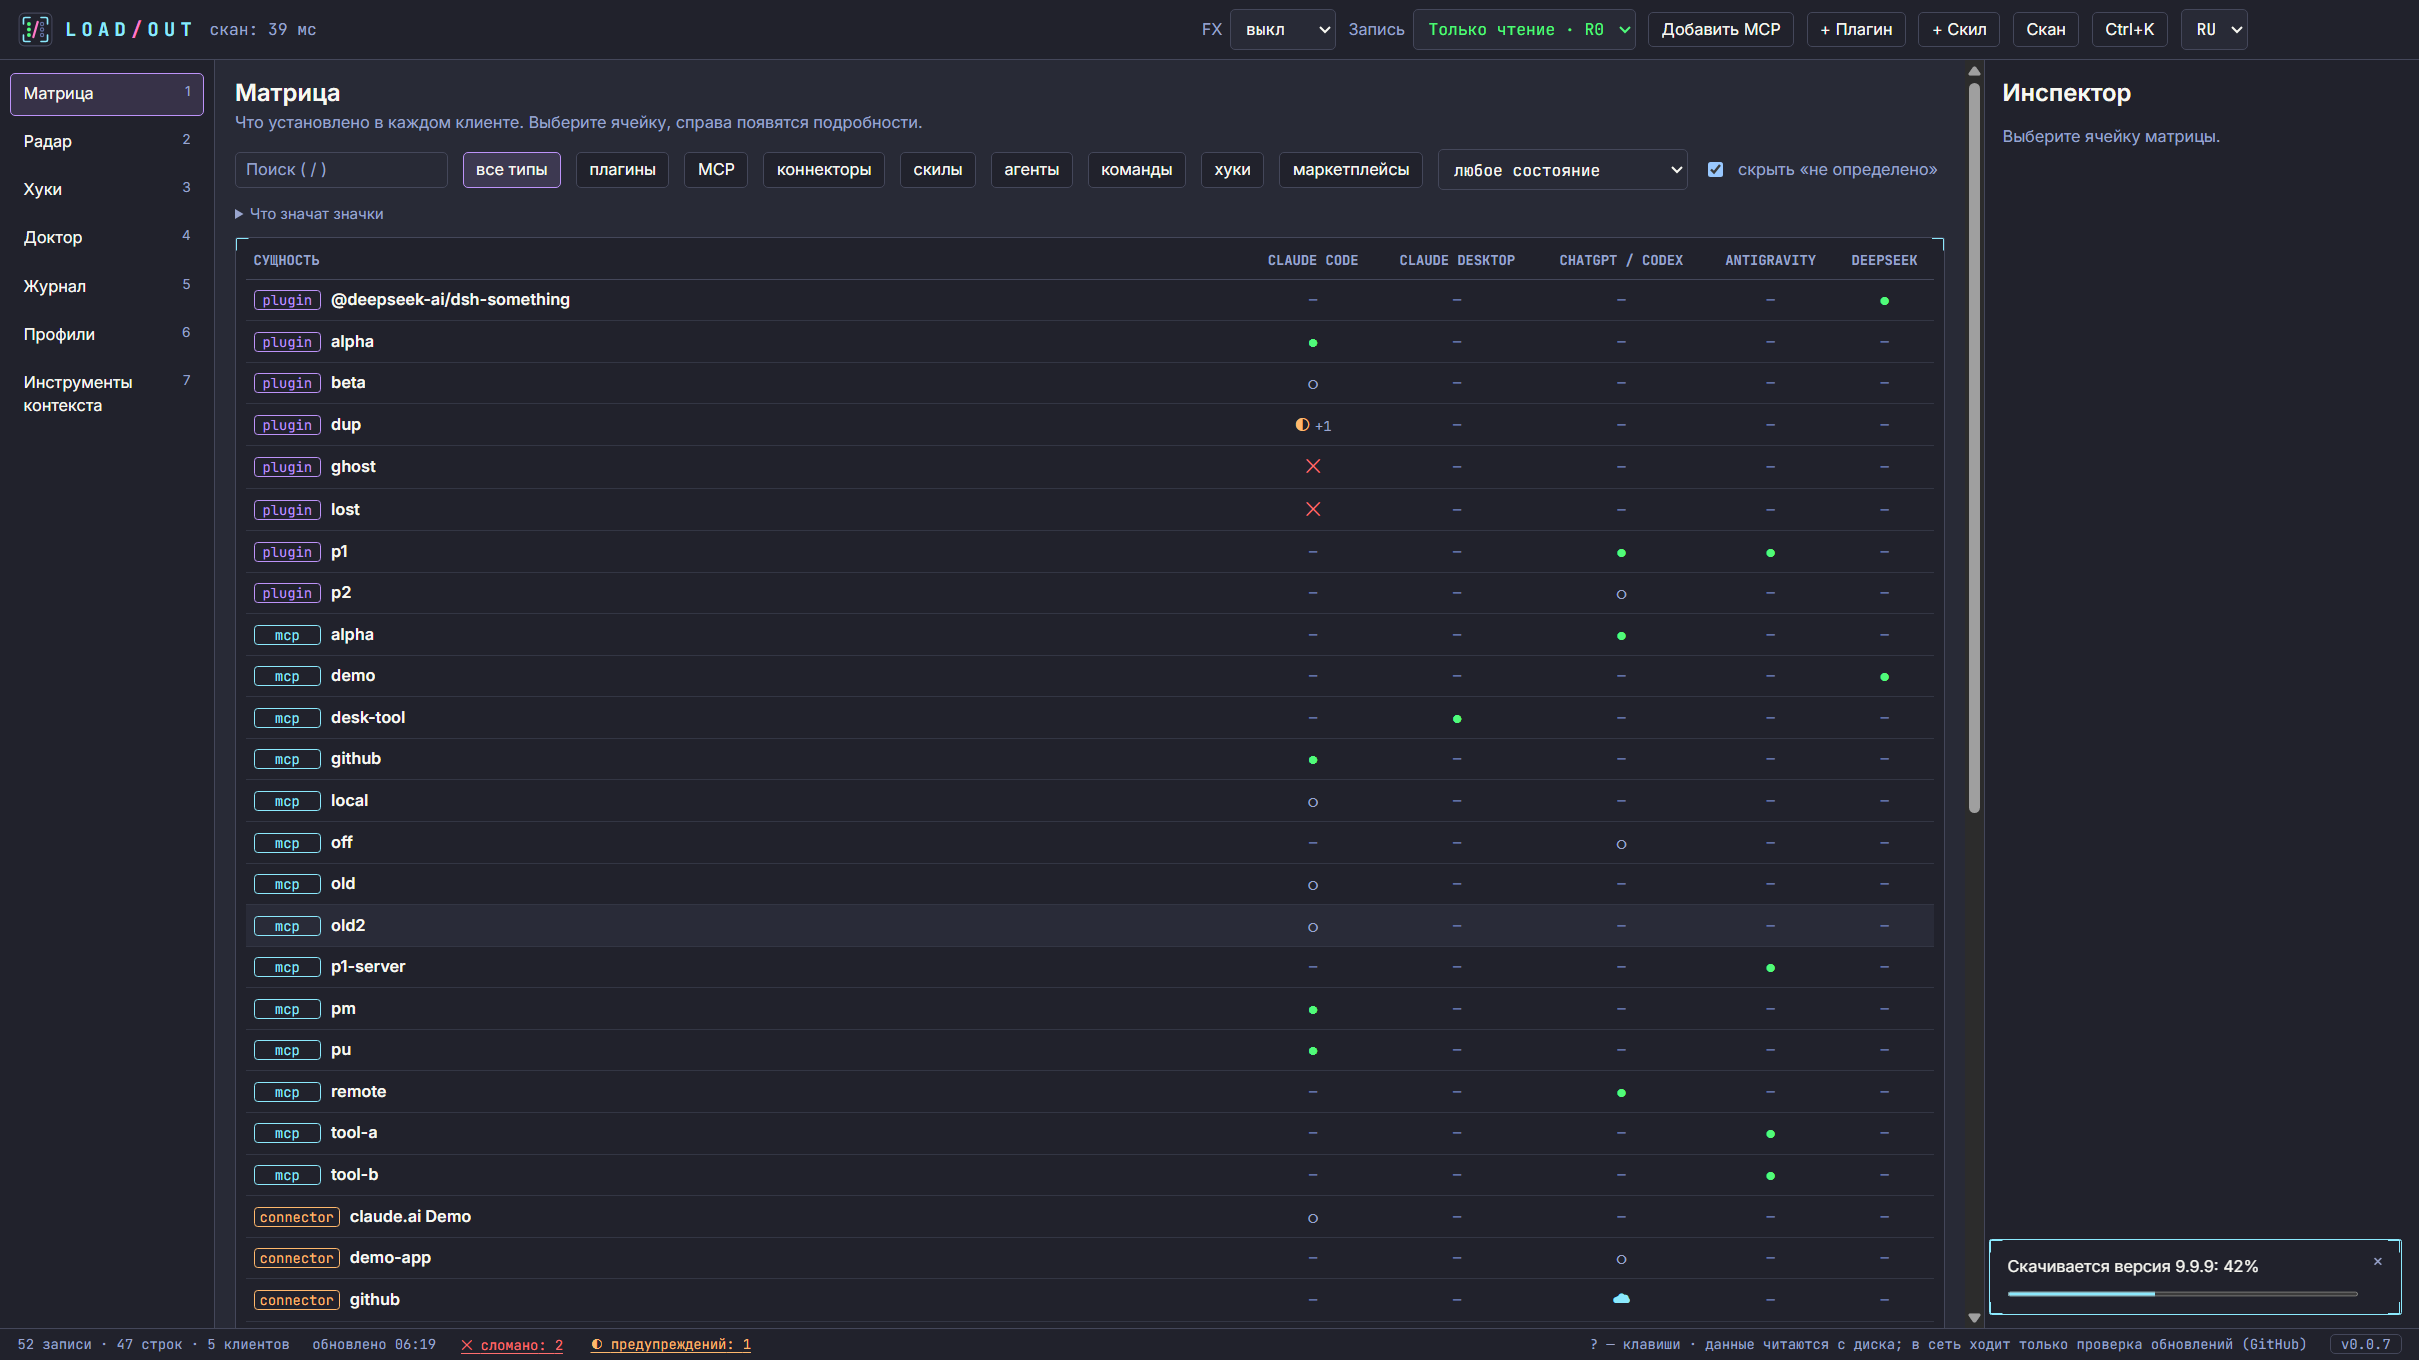 LOAD/OUT скан: 39 мс FX выкл Запись Только чтение · R0 Добавить MCP + Плагин + Скил Скан Ctrl+K RU
Матрица 1
Радар 2
Хуки 3
Доктор 4
Журнал 5
Профили 6
Инструменты контекста 7
Матрица
Что установлено в каждом клиенте. Выберите ячейку, справа появятся подробности.
Поиск ( / ) все типы плагины MCP коннекторы скилы агенты команды хуки маркетплейсы любое состояние скрыть «не определено»
▶ Что значат значки
СУЩНОСТЬ CLAUDE CODE CLAUDE DESKTOP CHATGPT / CODEX ANTIGRAVITY DEEPSEEK
plugin @deepseek-ai/dsh-something – – – – ●
plugin alpha ● – – – –
plugin beta ○ – – – –
plugin dup ◐ +1 – – – –
plugin ghost ✕ – – – –
plugin lost ✕ – – – –
plugin p1 – – ● ● –
plugin p2 – – ○ – –
mcp alpha – – ● – –
mcp demo – – – – ●
mcp desk-tool – ● – – –
mcp github ● – – – –
mcp local ○ – – – –
mcp off – – ○ – –
mcp old ○ – – – –
mcp old2 ○ – – – –
mcp p1-server – – – ● –
mcp pm ● – – – –
mcp pu ● – – – –
mcp remote – – ● – –
mcp tool-a – – – ● –
mcp tool-b – – – ● –
connector claude.ai Demo ○ – – – –
connector demo-app – – ○ – –
connector github – – ☁ – –
Инспектор
Выберите ячейку матрицы.
Скачивается версия 9.9.9: 42% ×
52 записи · 47 строк · 5 клиентов обновлено 06:19 ✕ сломано: 2 ◐ предупреждений: 1 ? — клавиши · данные читаются с диска; в сеть ходит только проверка обновлений (GitHub) v0.0.7